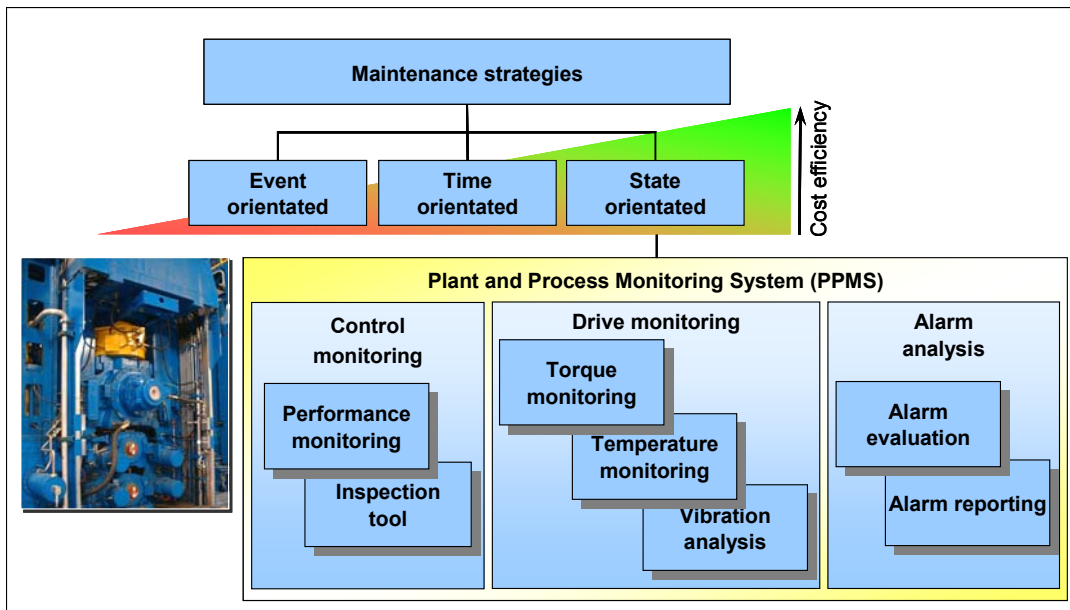 Maintenance strategies
Event
orientated
Time
orientated
State
orientated
Cost efficiency
Plant and Process Monitoring System (PPMS)
Control
monitoring
Performance
monitoring
Inspection
tool
Drive monitoring
Torque
monitoring
Temperature
monitoring
Vibration
analysis
Alarm
analysis
Alarm
evaluation
Alarm reporting